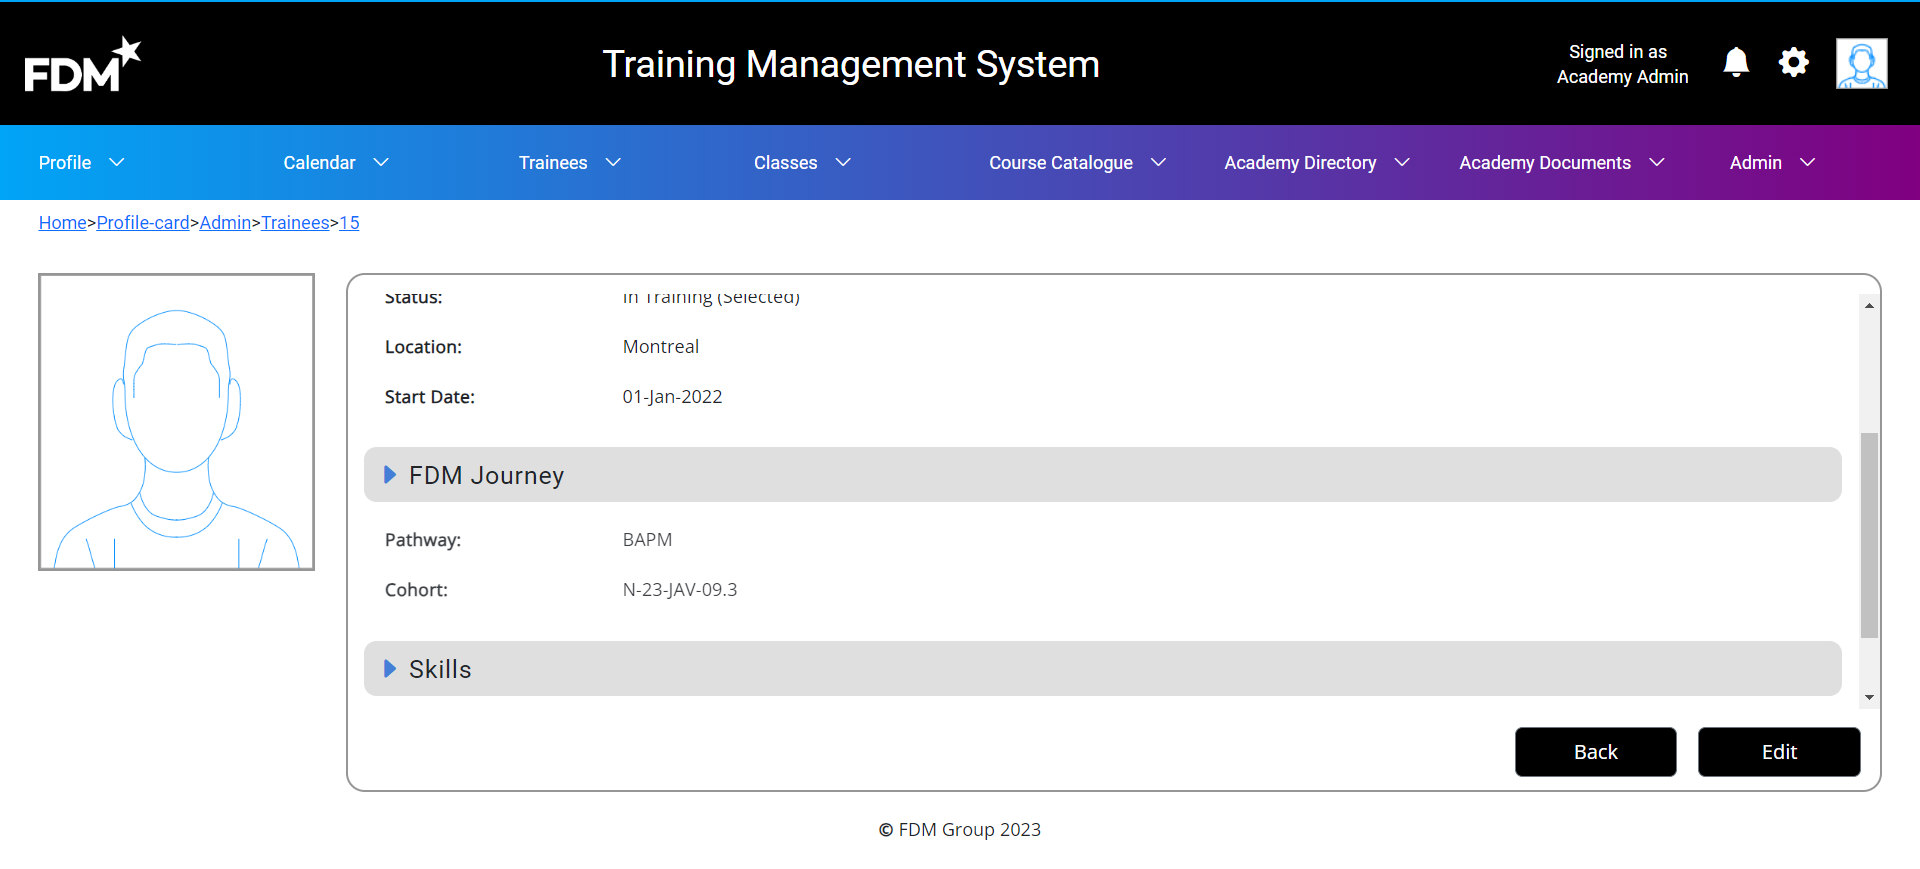 FDM
Training Management System
Signed in as
Academy Admin
Profile Calendar Trainees Classes Course Catalogue Academy Directory Academy Documents Admin
Home>Profile-card>Admin>Trainees>15
Status: In Training (Selected)
Location: Montreal
Start Date: 01-Jan-2022
FDM Journey
Pathway: BAPM
Cohort: N-23-JAV-09.3
Skills
Back Edit
© FDM Group 2023